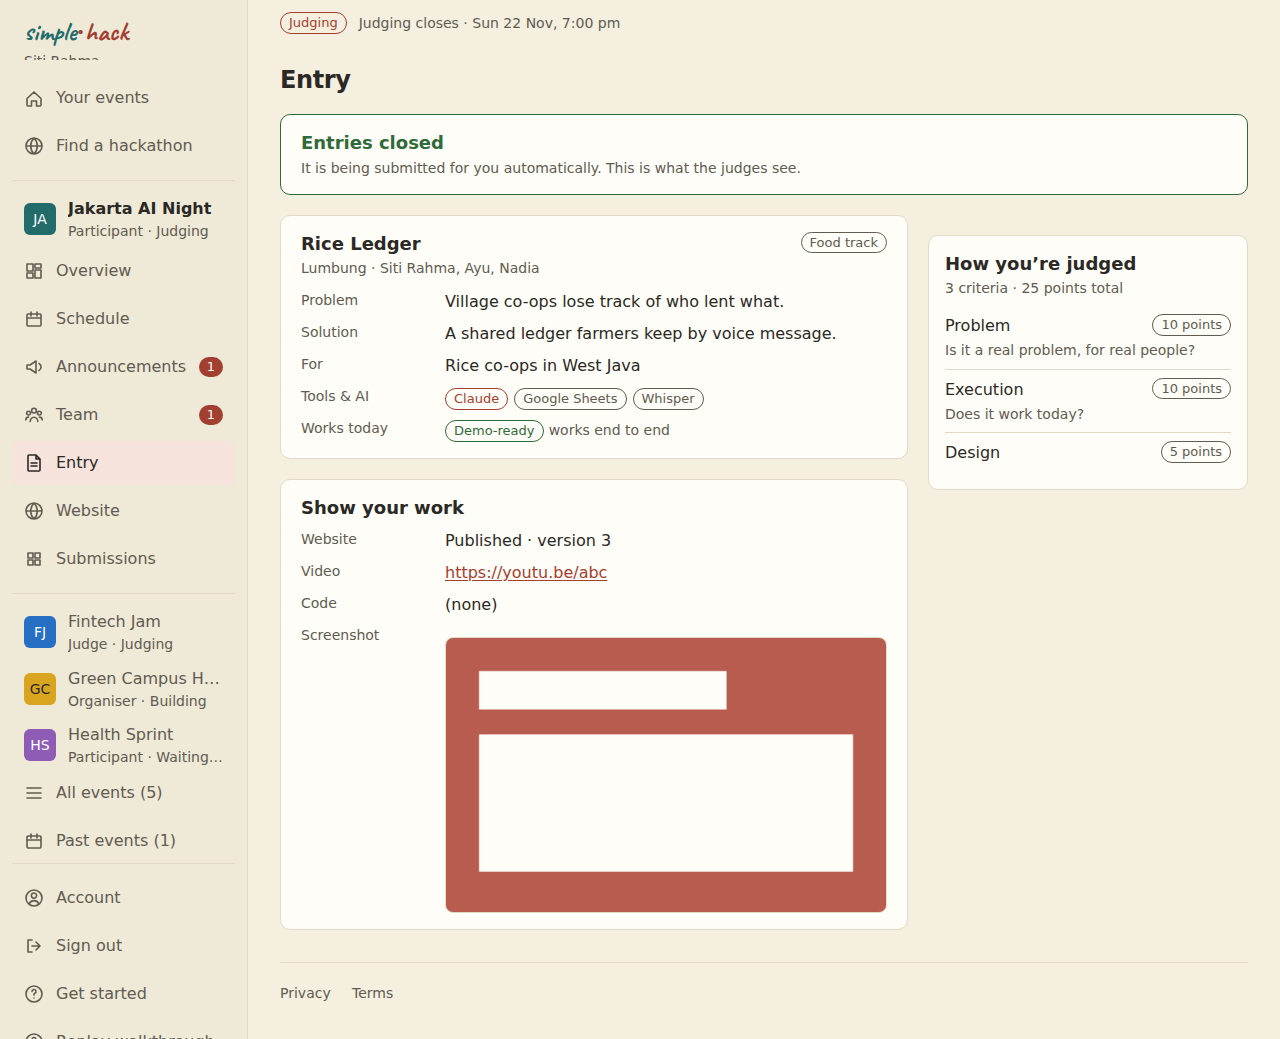 simple·hack
Siti Rahma
Your events
Find a hackathon
JA
Jakarta AI Night
Participant · Judging
Overview
Schedule
Announcements 1
Team 1
Entry
Website
Submissions
FJ
Fintech Jam
Judge · Judging
GC
Green Campus H…
Organiser · Building
HS
Health Sprint
Participant · Waiting…
All events (5)
Past events (1)
Account
Sign out
Get started
Replay walkthrough
Judging Judging closes · Sun 22 Nov, 7:00 pm
Entry
Entries closed
It is being submitted for you automatically. This is what the judges see.
Rice Ledger Food track
Lumbung · Siti Rahma, Ayu, Nadia
Problem Village co-ops lose track of who lent what.
Solution A shared ledger farmers keep by voice message.
For Rice co-ops in West Java
Tools & AI Claude Google Sheets Whisper
Works today Demo-ready works end to end
Show your work
Website Published · version 3
Video https://youtu.be/abc
Code (none)
Screenshot
How you’re judged
3 criteria · 25 points total
Problem 10 points
Is it a real problem, for real people?
Execution 10 points
Does it work today?
Design 5 points
Privacy Terms